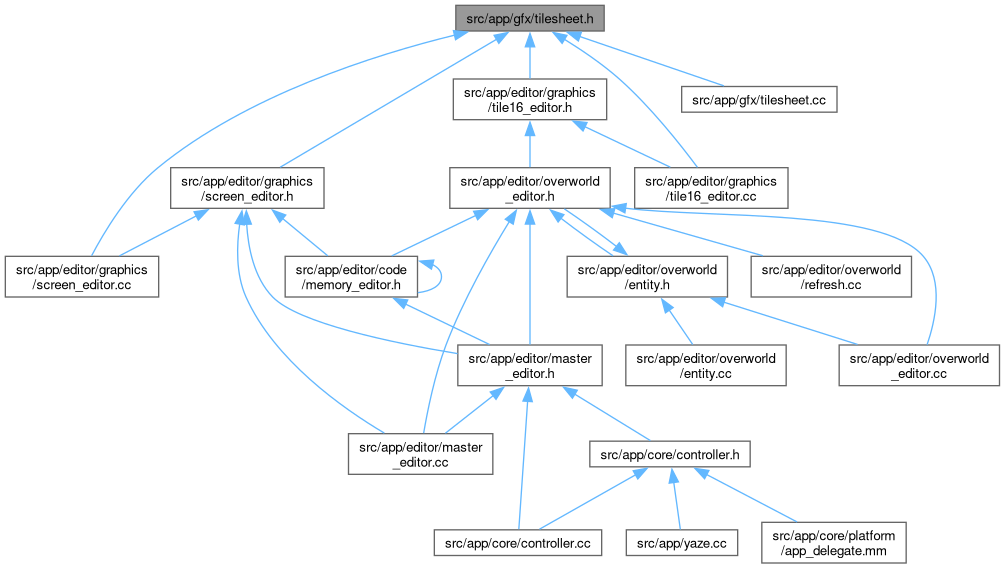 src/app/gfx/tilesheet.h
src/app/editor/graphics
/tile16_editor.h
src/app/gfx/tilesheet.cc
src/app/editor/graphics
/screen_editor.h
src/app/editor/overworld
_editor.h
src/app/editor/graphics
/tile16_editor.cc
src/app/editor/graphics
/screen_editor.cc
src/app/editor/code
/memory_editor.h
src/app/editor/overworld
/entity.h
src/app/editor/overworld
/refresh.cc
src/app/editor/master
_editor.h
src/app/editor/overworld
/entity.cc
src/app/editor/overworld
_editor.cc
src/app/editor/master
_editor.cc
src/app/core/controller.h
src/app/core/controller.cc
src/app/yaze.cc
src/app/core/platform
/app_delegate.mm